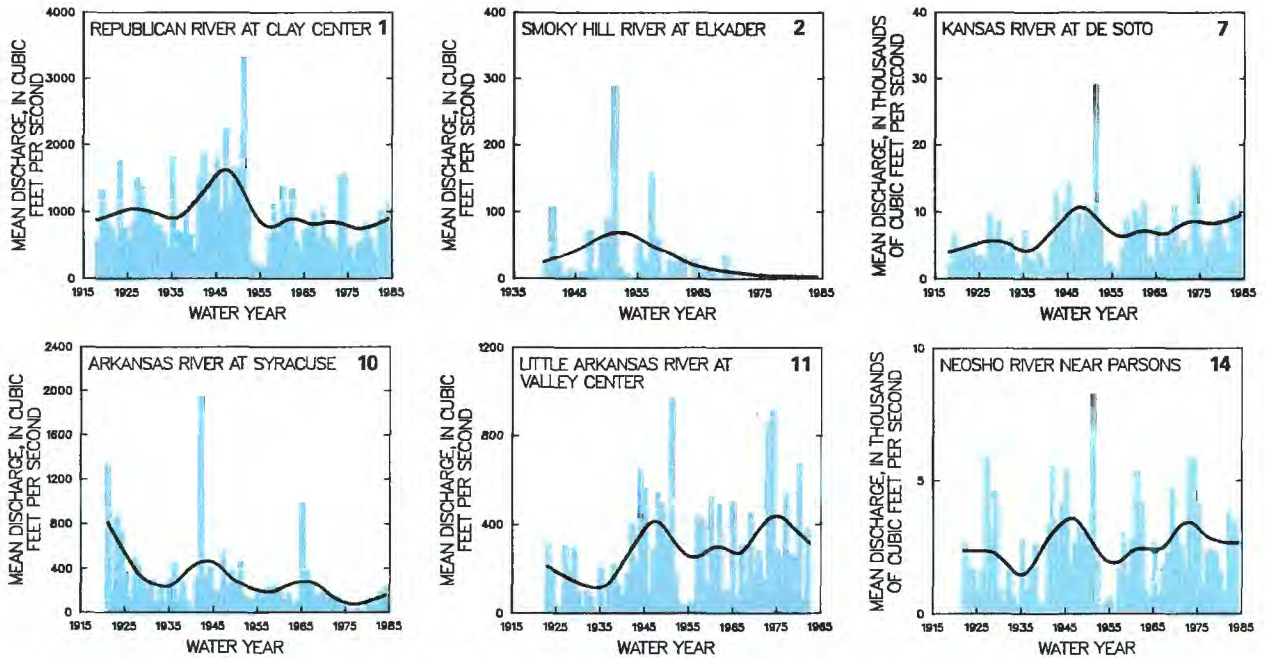 REPUBLICAN RIVER AT CLAY CENTER 1
MEAN DISCHARGE, IN CUBIC
FEET PER SECOND
4000
3000
2000
1000
0
1915 1925 1935 1945 1955 1965 1975 1985
WATER YEAR
SMOKY HILL RIVER AT ELKADER 2
MEAN DISCHARGE, IN CUBIC
FEET PER SECOND
400
300
200
100
0
1935 1945 1955 1965 1975 1985
WATER YEAR
KANSAS RIVER AT DE SOTO 7
MEAN DISCHARGE, IN THOUSANDS
OF CUBIC FEET PER SECOND
40
30
20
10
0
1915 1925 1935 1945 1955 1965 1975 1985
WATER YEAR
ARKANSAS RIVER AT SYRACUSE 10
MEAN DISCHARGE, IN CUBIC
FEET PER SECOND
2400
2000
1600
1200
800
400
0
1915 1925 1935 1945 1955 1965 1975 1985
WATER YEAR
LITTLE ARKANSAS RIVER AT 11
VALLEY CENTER
MEAN DISCHARGE, IN CUBIC
FEET PER SECOND
1200
800
400
0
1915 1925 1935 1945 1955 1965 1975 1965
WATER YEAR
NEOSHO RIVER NEAR PARSONS 14
MEAN DISCHARGE, IN THOUSANDS
OF CUBIC FEET PER SECOND
10
5
0
1915 1925 1935 1945 1955 1965 1975 1985
WATER YEAR